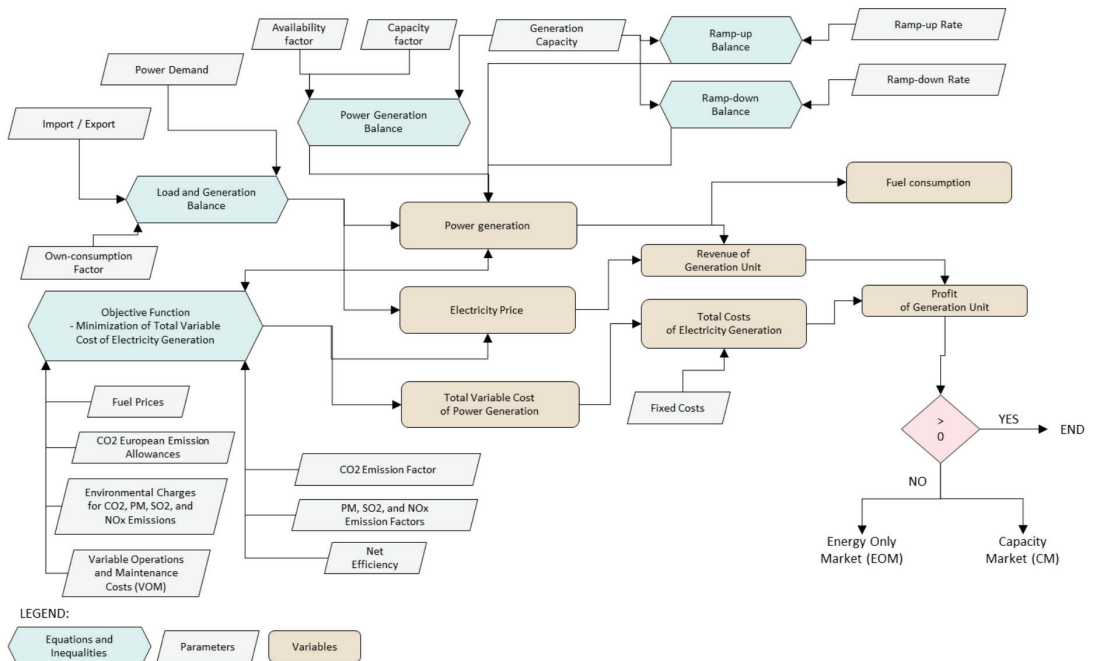 Availability
factor
Capacity
factor
Generation
Capacity
Ramp-up
Balance
Ramp-up Rate
Power Demand
Ramp-down
Balance
Ramp-down Rate
Import / Export
Power Generation
Balance
Load and Generation
Balance
Fuel consumption
Power generation
Own-consumption
Factor
Revenue of
Generation Unit
Objective Function
- Minimization of Total Variable
Cost of Electricity Generation
Electricity Price
Total Costs
of Electricity Generation
Profit
of Generation Unit
Total Variable Cost
of Power Generation
Fixed Costs
Fuel Prices
>
0
YES
END
CO2 European Emission
Allowances
CO2 Emission Factor
NO
Environmental Charges
for CO2, PM, SO2, and
NOx Emissions
PM, SO2, and NOx
Emission Factors
Energy Only
Market (EOM)
Capacity
Market (CM)
Variable Operations
and Maintenance
Costs (VOM)
Net
Efficiency
LEGEND:
Equations and
Inequalities
Parameters
Variables